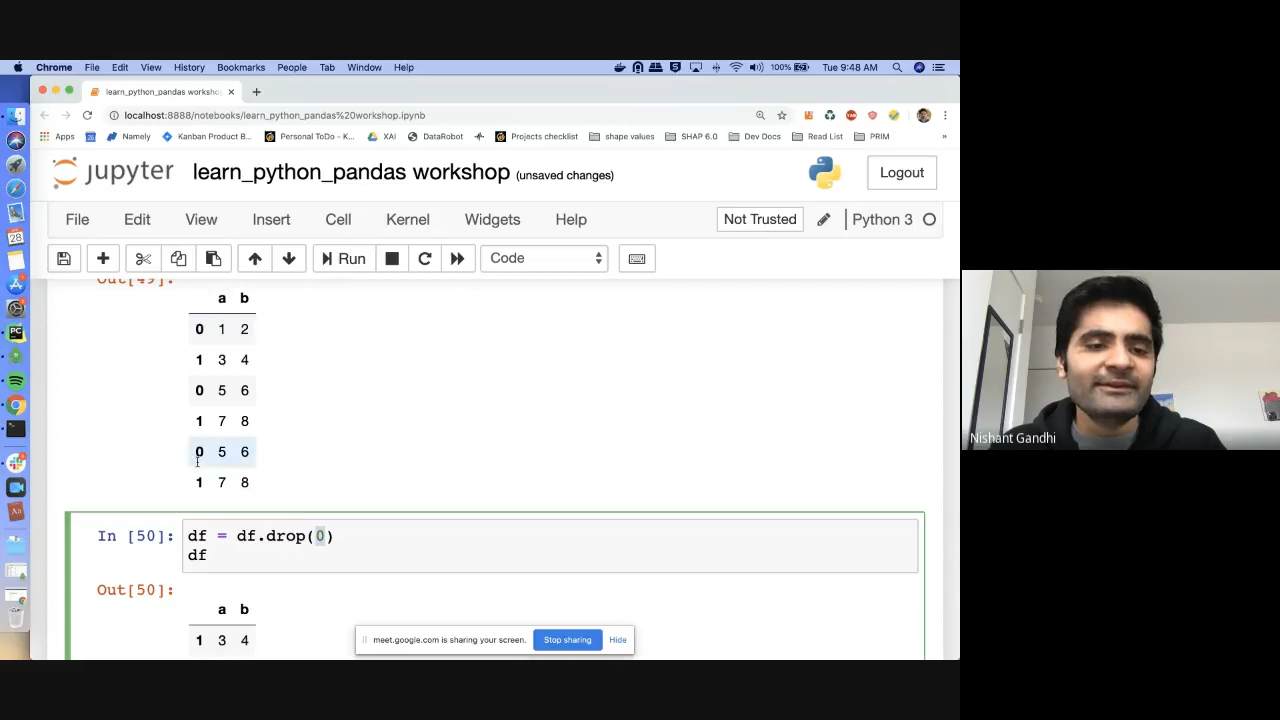 Chrome File Edit View History Bookmarks People Tab Window Help 100% Tue 9:48 AM
learn_python_pandas worksho
localhost:8888/notebooks/learn_python_pandas%20workshop.ipynb
Apps Namely Kanban Product B... Personal ToDo - K... XAI DataRobot Projects checklist shape values SHAP 6.0 Dev Docs Read List PRIM »
jupyter learn_python_pandas workshop (unsaved changes) Logout
File Edit View Insert Cell Kernel Widgets Help Not Trusted Python 3
Run Code
Out[49]:
a b
0 1 2
1 3 4
0 5 6
1 7 8
0 5 6
1 7 8
In [50]: df = df.drop(0)
df
Out[50]:
a b
1 3 4
meet.google.com is sharing your screen. Stop sharing Hide
Nishant Gandhi